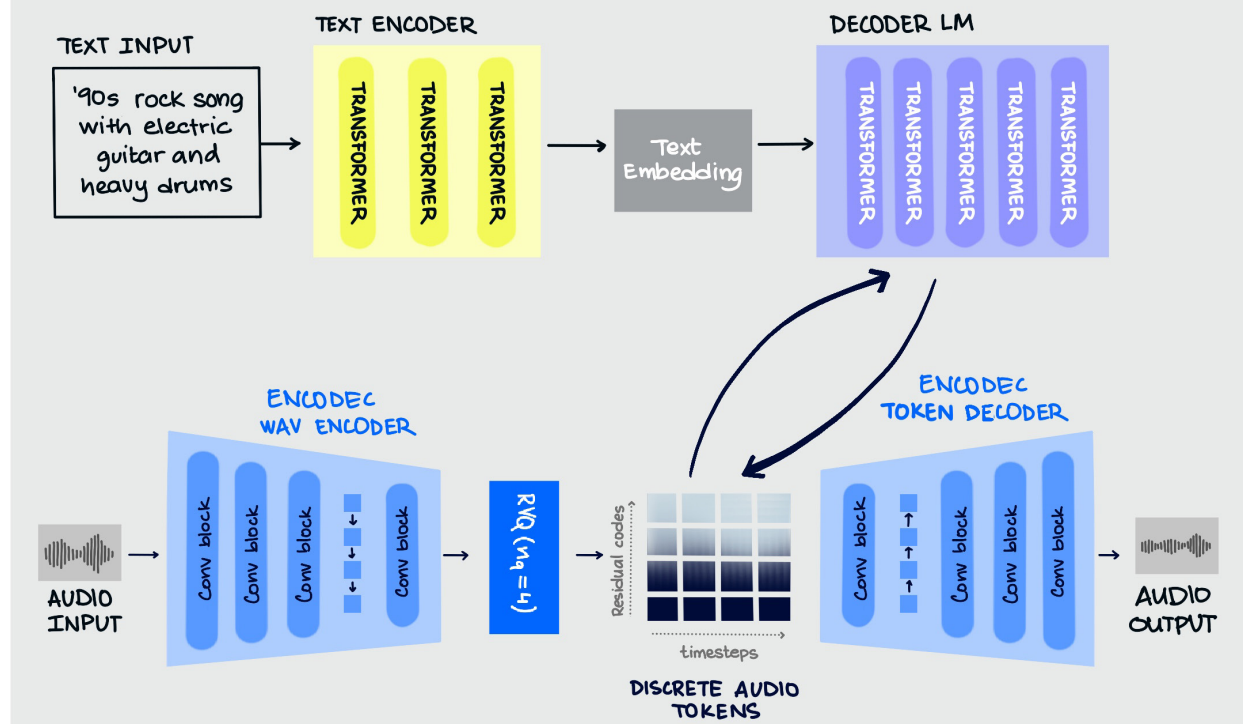 TEXT INPUT
'90s rock song
with electric
guitar and
heavy drums
TEXT ENCODER
TRANSFORMER
TRANSFORMER
TRANSFORMER
Text
Embedding
DECODER LM
TRANSFORMER
TRANSFORMER
TRANSFORMER
TRANSFORMER
TRANSFORMER
AUDIO
INPUT
ENCODEC
WAV ENCODER
Conv block
Conv block
Conv block
Conv block
RVQ (nq = 4)
Residual codes
timesteps
DISCRETE AUDIO
TOKENS
ENCODEC
TOKEN DECODER
Conv block
Conv block
Conv block
Conv block
AUDIO
OUTPUT